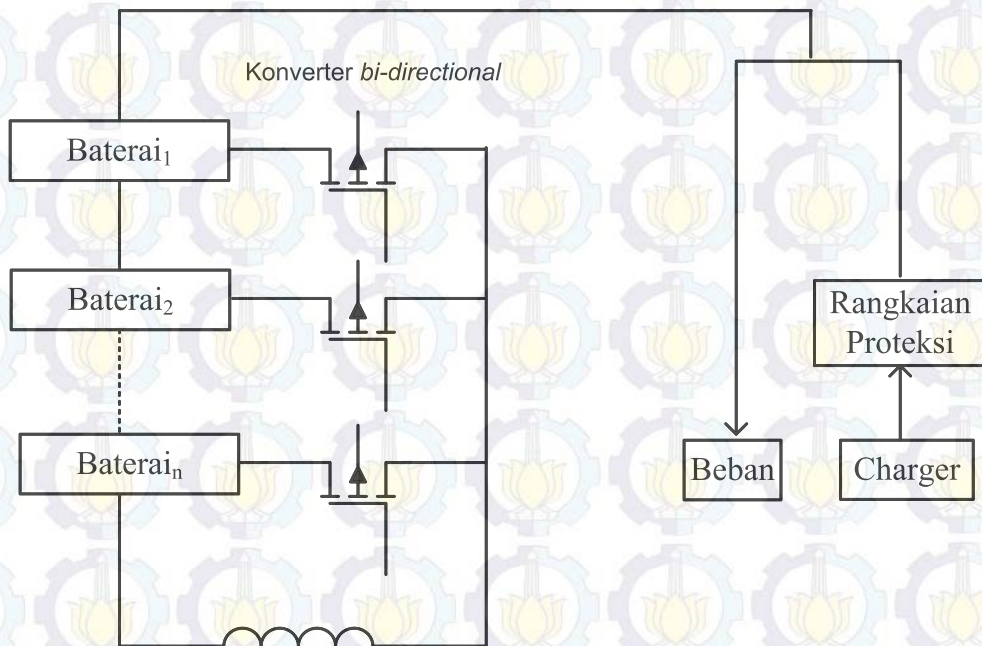 Konverter bi-directional
Baterai₁
Baterai₂
Rangkaian
Proteksi
Bateraiₙ
Beban
Charger